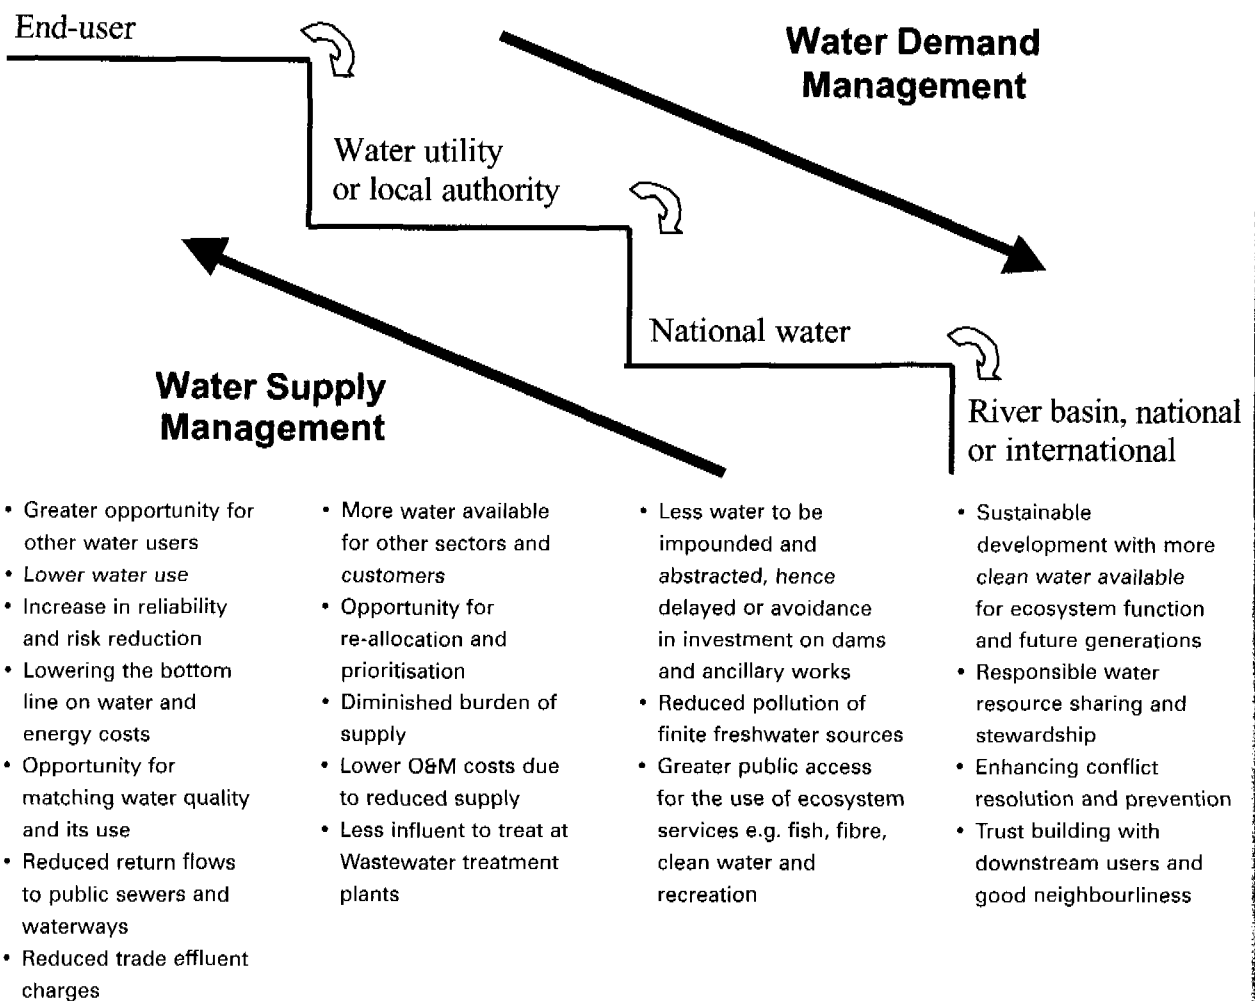 End-user
Water Demand
Management
Water utility
or local authority
National water
Water Supply
Management
River basin, national
or international
• Greater opportunity for
other water users
• Lower water use
• Increase in reliability
and risk reduction
• Lowering the bottom
line on water and
energy costs
• Opportunity for
matching water quality
and its use
• Reduced return flows
to public sewers and
waterways
• Reduced trade effluent
charges
• More water available
for other sectors and
customers
• Opportunity for
re-allocation and
prioritisation
• Diminished burden of
supply
• Lower O&M costs due
to reduced supply
• Less influent to treat at
Wastewater treatment
plants
• Less water to be
impounded and
abstracted, hence
delayed or avoidance
in investment on dams
and ancillary works
• Reduced pollution of
finite freshwater sources
• Greater public access
for the use of ecosystem
services e.g. fish, fibre,
clean water and
recreation
• Sustainable
development with more
clean water available
for ecosystem function
and future generations
• Responsible water
resource sharing and
stewardship
• Enhancing conflict
resolution and prevention
• Trust building with
downstream users and
good neighbourliness